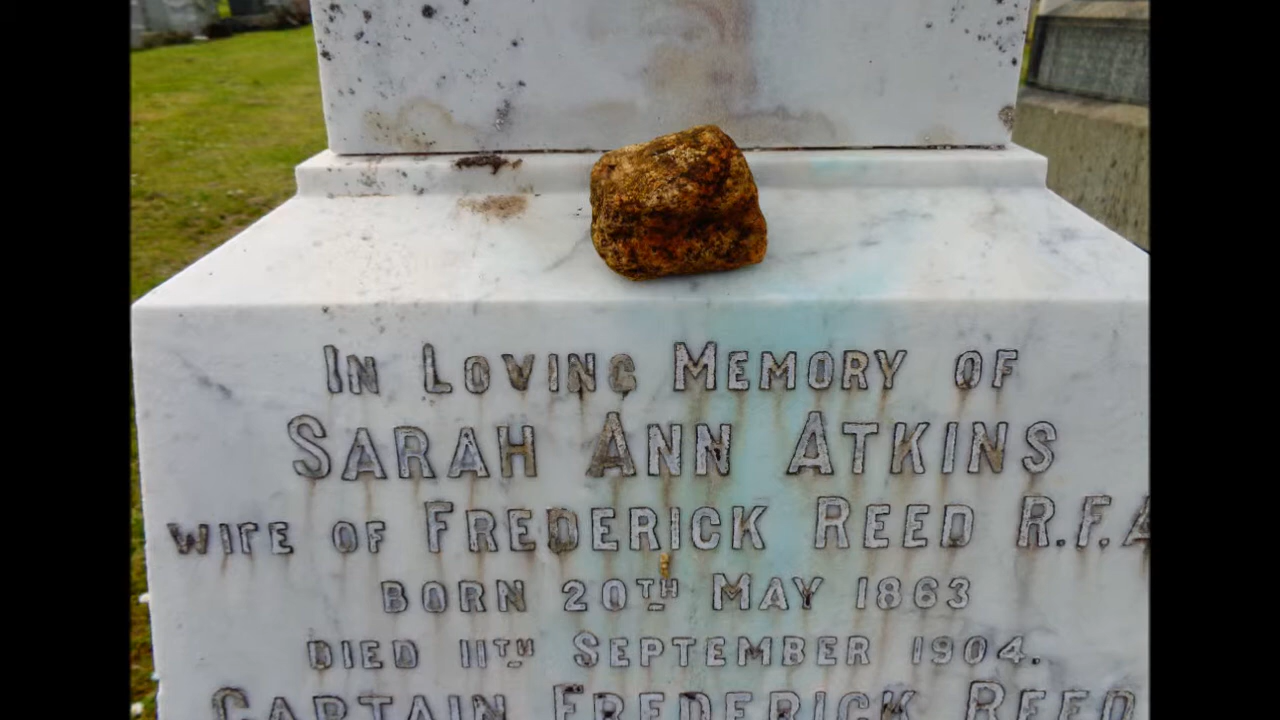 In Loving Memory of
Sarah Ann Atkins
wife of Frederick Reed R.F.A
born 20th May 1863
died 11th September 1904.
Captain Frederick Reed